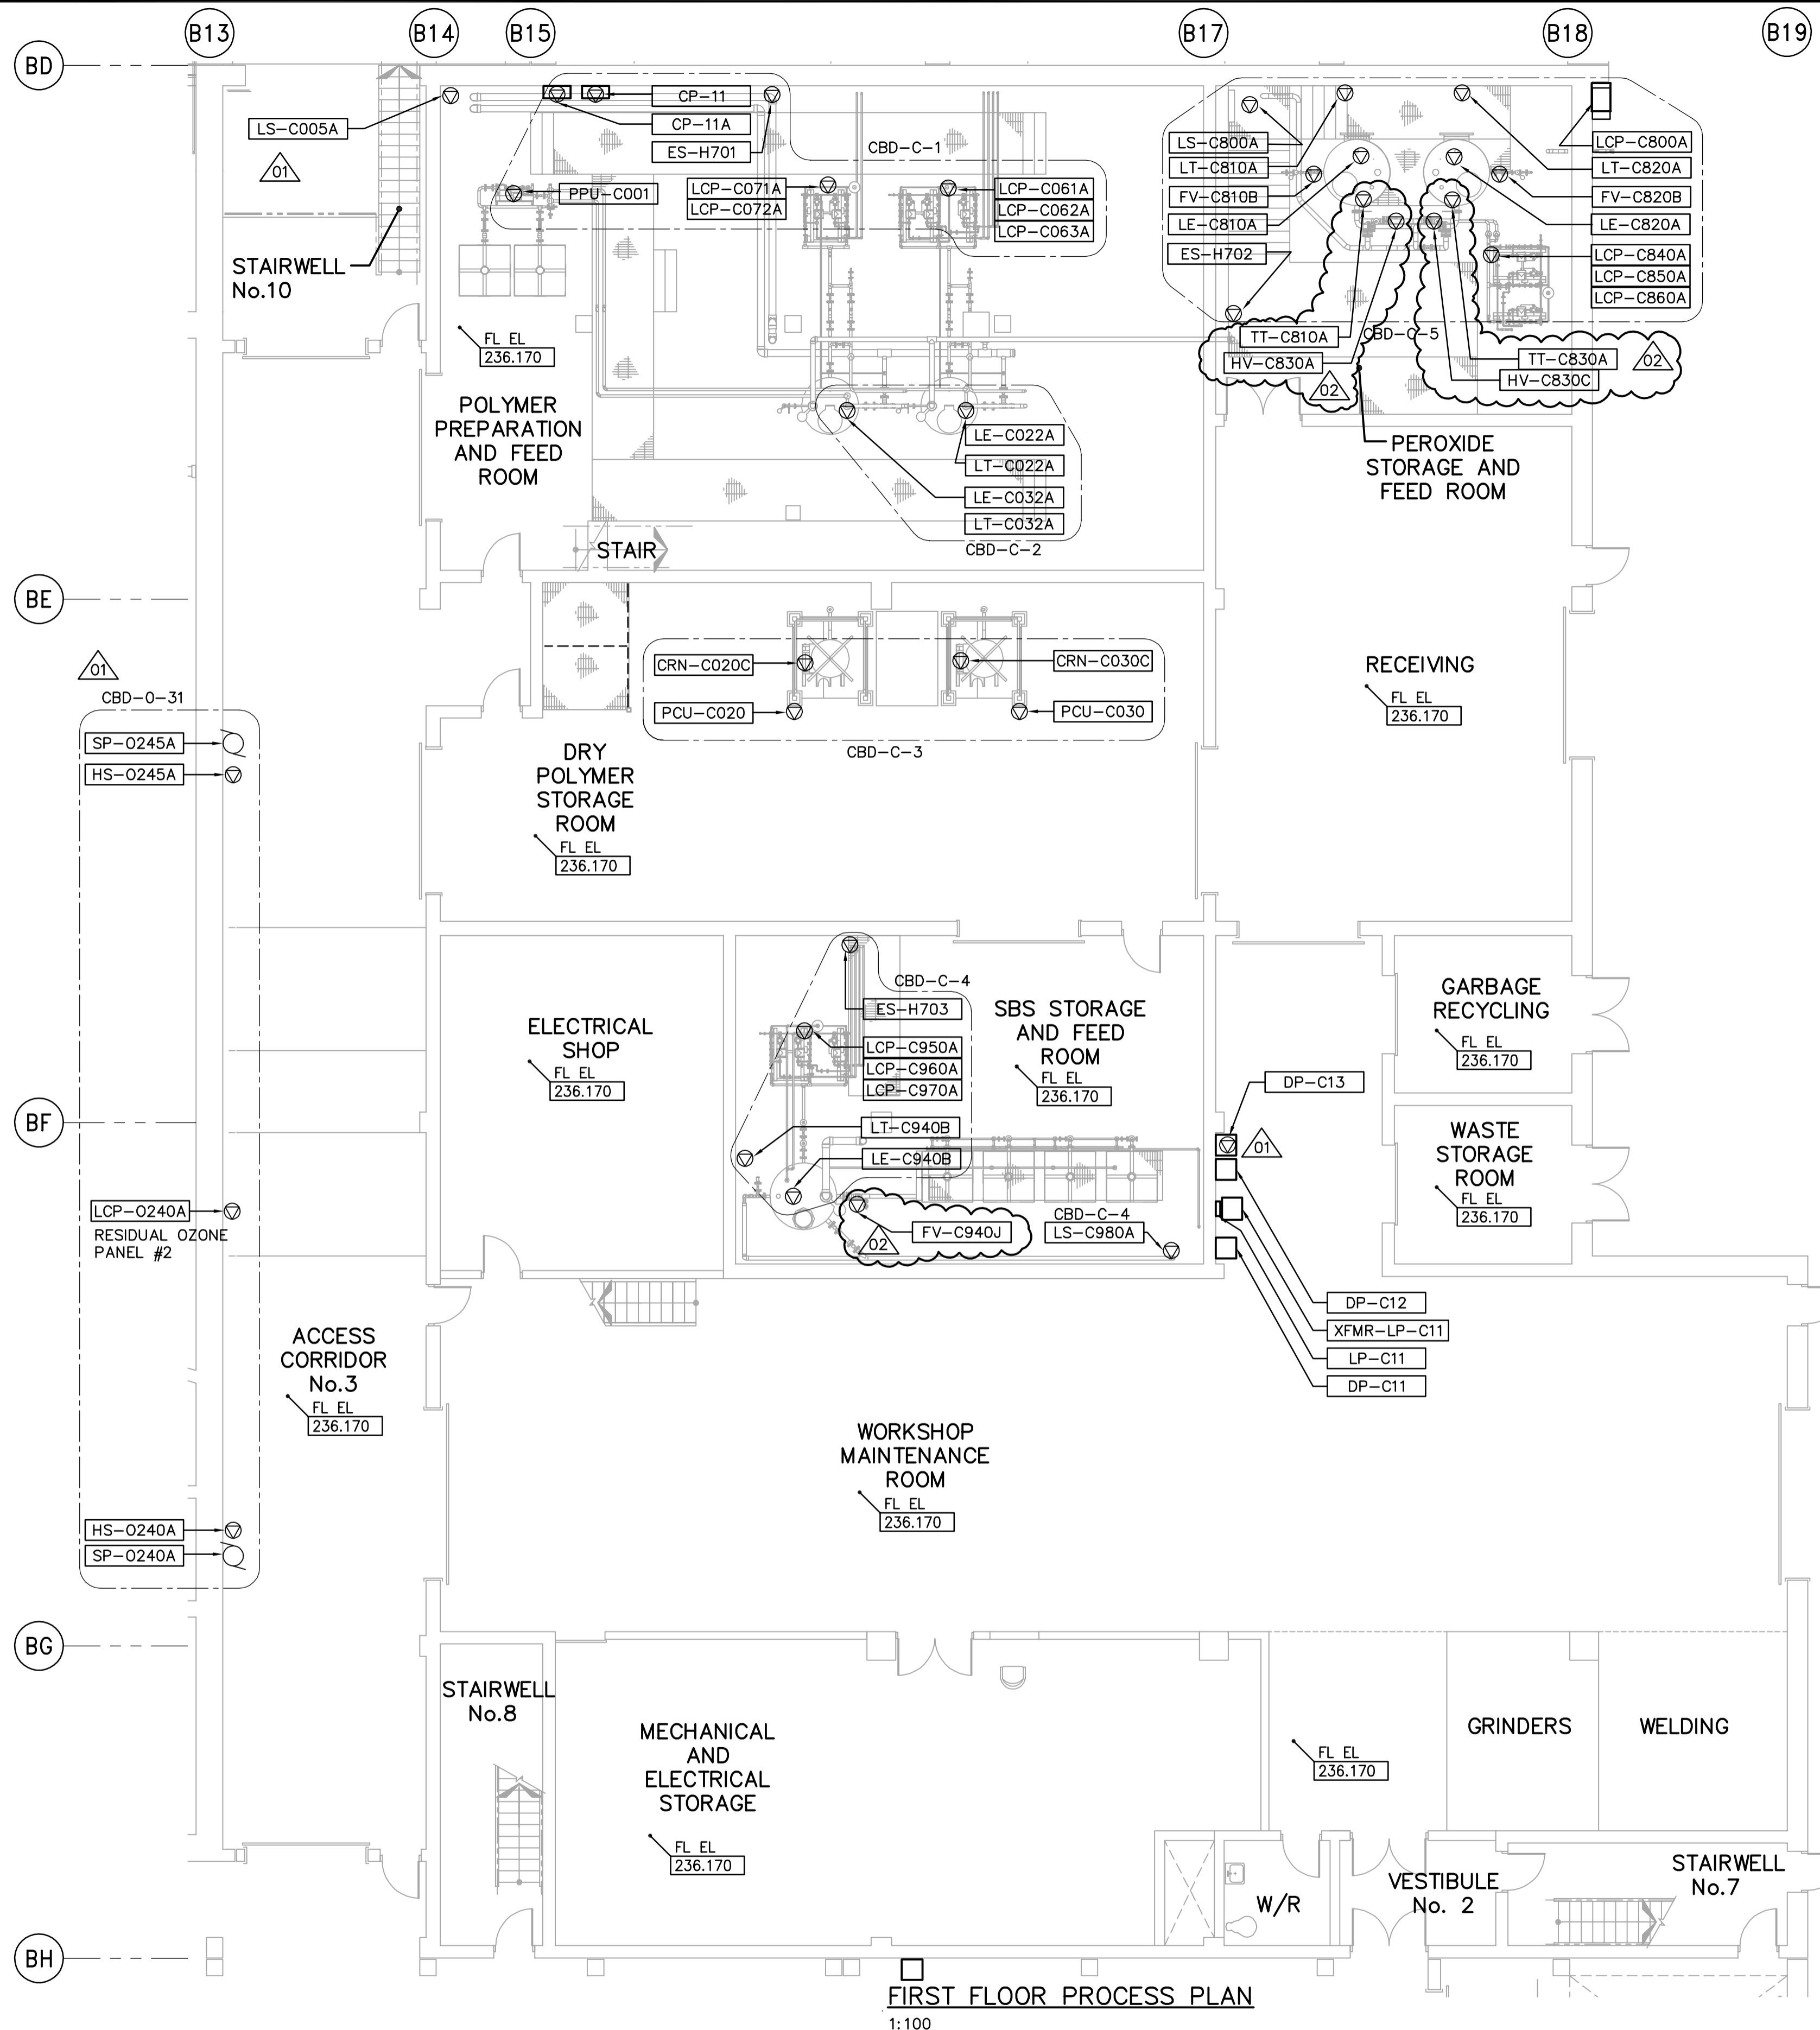 B13
B14
B15
B17
B18
B19
BD
CP-11
CP-11A
ES-H701
LS-C005A
01
CBD-C-1
PPU-C001
LCP-C071A
LCP-C072A
LCP-C061A
LCP-C062A
LCP-C063A
LS-C800A
LT-C810A
FV-C810B
LE-C810A
ES-H702
LCP-C800A
LT-C820A
FV-C820B
LE-C820A
LCP-C840A
LCP-C850A
LCP-C860A
STAIRWELL
No.10
FL EL
236.170
TT-C810A
CBD-C-5
HV-C830A
02
TT-C830A
HV-C830C
02
POLYMER
PREPARATION
AND FEED
ROOM
LE-C022A
LT-C022A
LE-C032A
LT-C032A
CBD-C-2
PEROXIDE
STORAGE AND
FEED ROOM
STAIR
BE
01
CBD-O-31
SP-O245A
HS-O245A
CRN-C020C
CRN-C030C
PCU-C020
PCU-C030
CBD-C-3
RECEIVING
FL EL
236.170
DRY
POLYMER
STORAGE
ROOM
FL EL
236.170
CBD-C-4
ES-H703
LCP-C950A
LCP-C960A
LCP-C970A
SBS STORAGE
AND FEED
ROOM
FL EL
236.170
ELECTRICAL
SHOP
FL EL
236.170
GARBAGE
RECYCLING
FL EL
236.170
DP-C13
01
BF
LT-C940B
LE-C940B
WASTE
STORAGE
ROOM
FL EL
236.170
LCP-O240A
RESIDUAL OZONE
PANEL #2
CBD-C-4
LS-C980A
FV-C940J
02
DP-C12
XFMR-LP-C11
LP-C11
DP-C11
ACCESS
CORRIDOR
No.3
FL EL
236.170
WORKSHOP
MAINTENANCE
ROOM
FL EL
236.170
HS-O240A
SP-O240A
BG
STAIRWELL
No.8
MECHANICAL
AND
ELECTRICAL
STORAGE
FL EL
236.170
FL EL
236.170
GRINDERS
WELDING
W/R
VESTIBULE
No. 2
STAIRWELL
No.7
BH
FIRST FLOOR PROCESS PLAN
1:100